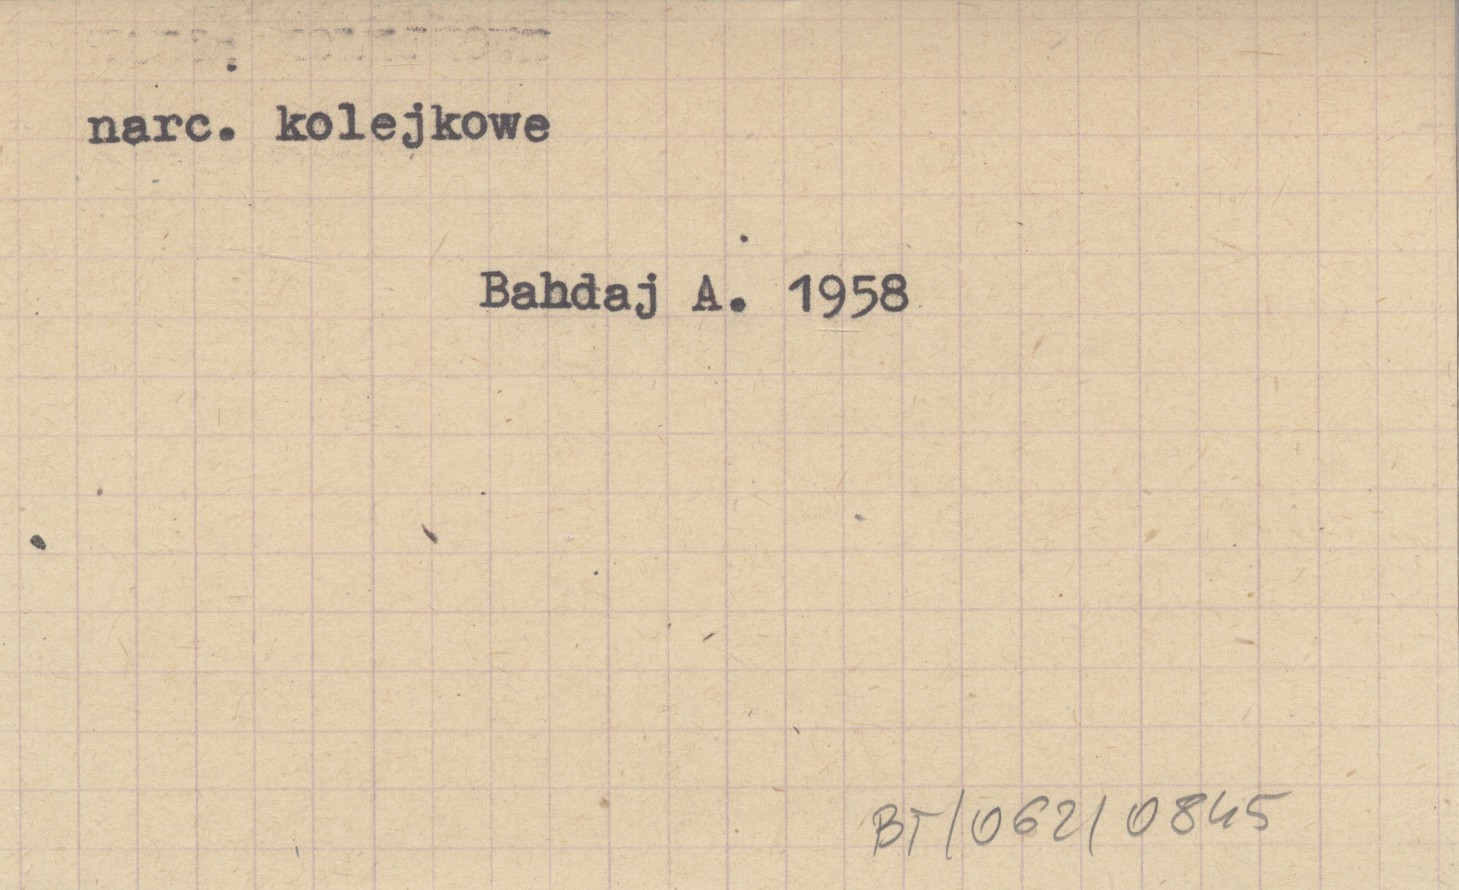 narc. kolejkowe
Bahdaj A. 1958
BT/062/0845